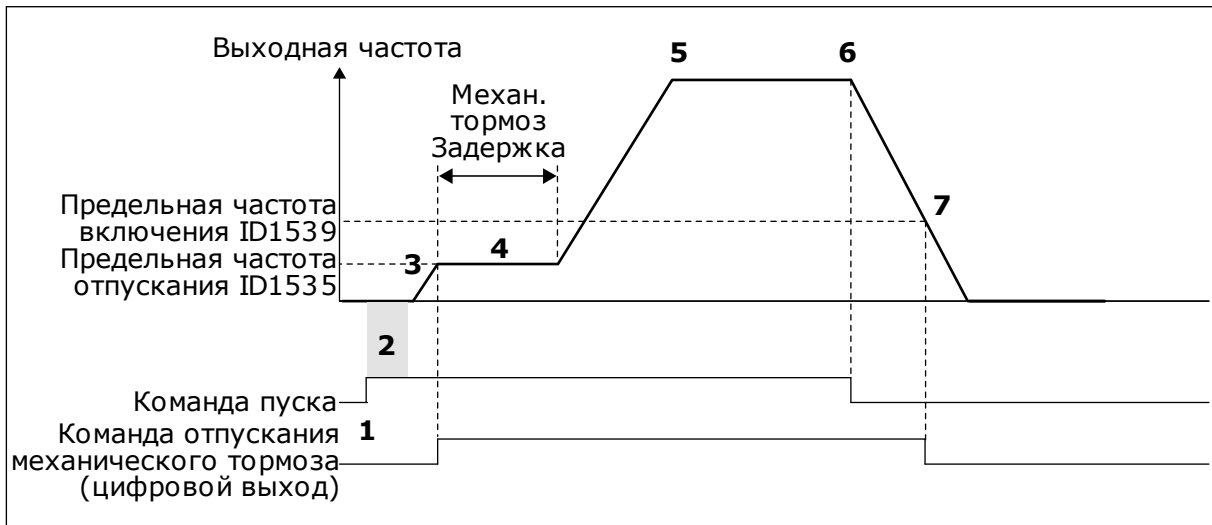 Выходная частота
5
6
Механ.
тормоз
Задержка
Предельная частота
включения ID1539
7
Предельная частота
отпускания ID1535
3
4
2
Команда пуска
1
Команда отпускания
механического тормоза
(цифровой выход)